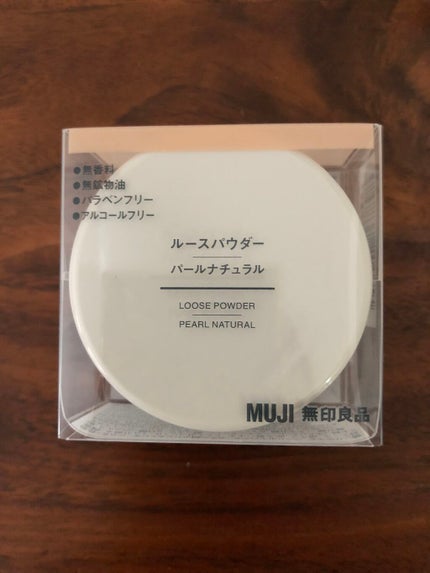 ●無香料
●無鉱物油
●パラベンフリー
●アルコールフリー
ルースパウダー
パールナチュラル
LOOSE POWDER
PEARL NATURAL
MUJI 無印良品